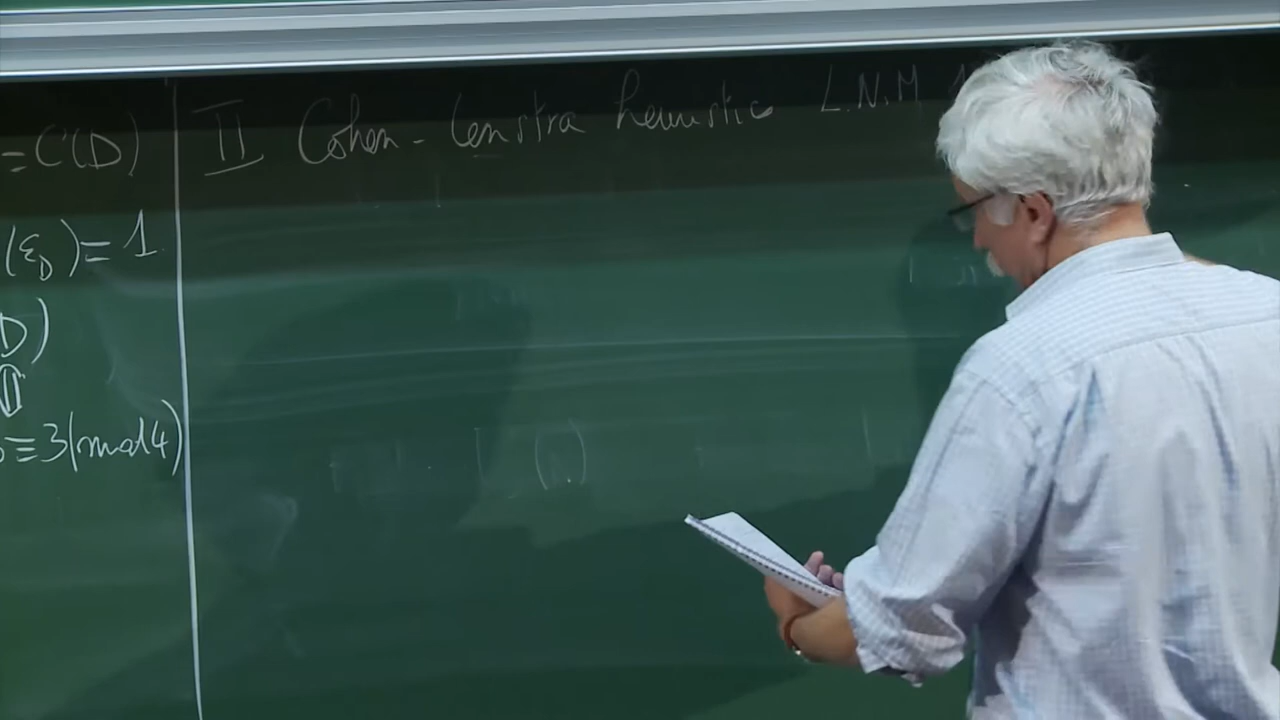 = C(D)
(ε_D) = 1
D)
⇕
≡ 3 (mod 4)
II Cohen - Lenstra heuristic L.N.M
(.)